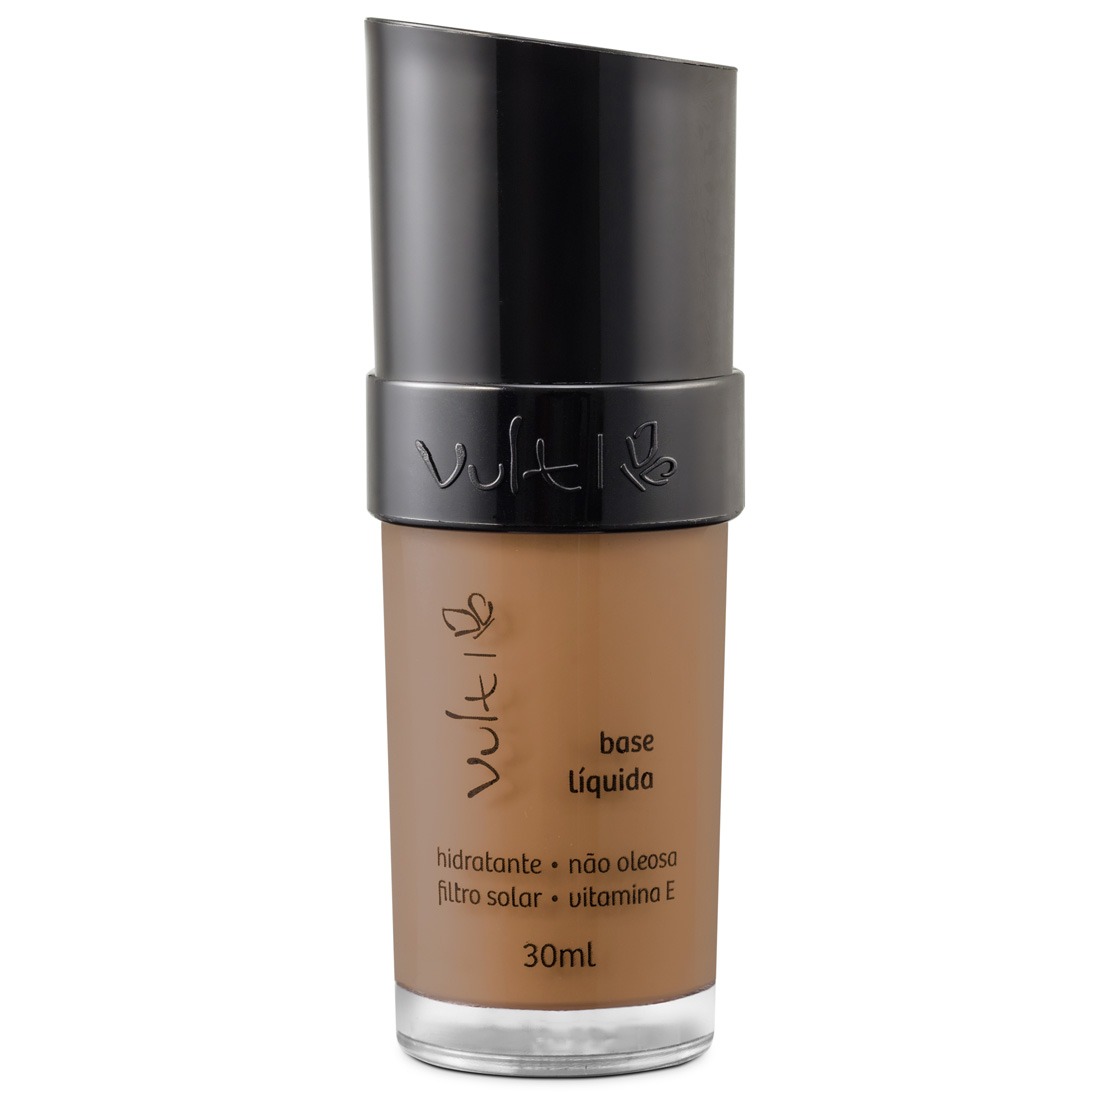 Vult
Vult
base
líquida
hidratante • não oleosa
filtro solar • vitamina E
30ml